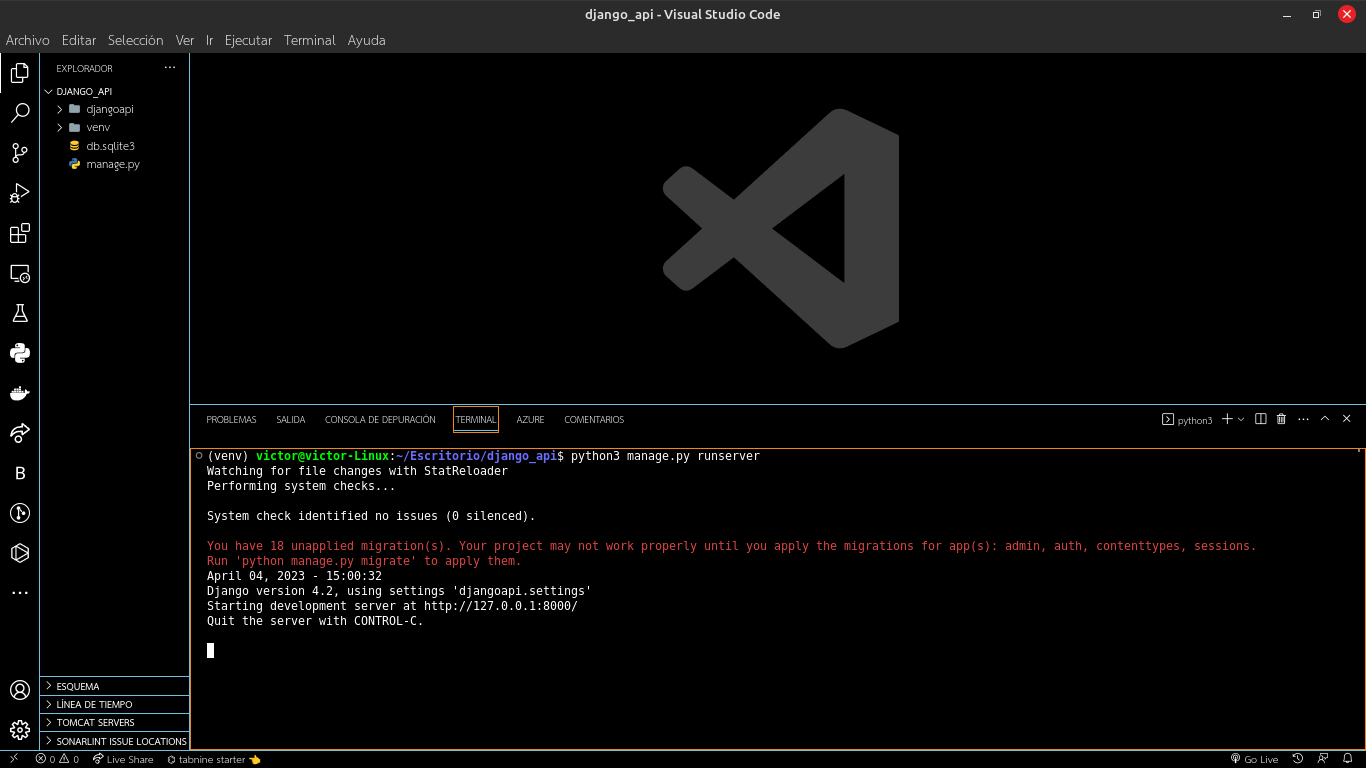 django_api - Visual Studio Code
Archivo Editar Selección Ver Ir Ejecutar Terminal Ayuda
EXPLORADOR ...
DJANGO_API
djangoapi
venv
db.sqlite3
manage.py
B
ESQUEMA
LÍNEA DE TIEMPO
TOMCAT SERVERS
SONARLINT ISSUE LOCATIONS
PROBLEMAS SALIDA CONSOLA DE DEPURACIÓN TERMINAL AZURE COMENTARIOS python3
(venv) victor@victor-Linux:~/Escritorio/django_api$ python3 manage.py runserver
Watching for file changes with StatReloader
Performing system checks...
System check identified no issues (0 silenced).
You have 18 unapplied migration(s). Your project may not work properly until you apply the migrations for app(s): admin, auth, contenttypes, sessions.
Run 'python manage.py migrate' to apply them.
April 04, 2023 - 15:00:32
Django version 4.2, using settings 'djangoapi.settings'
Starting development server at http://127.0.0.1:8000/
Quit the server with CONTROL-C.
0 0 Live Share tabnine starter 👈 Go Live